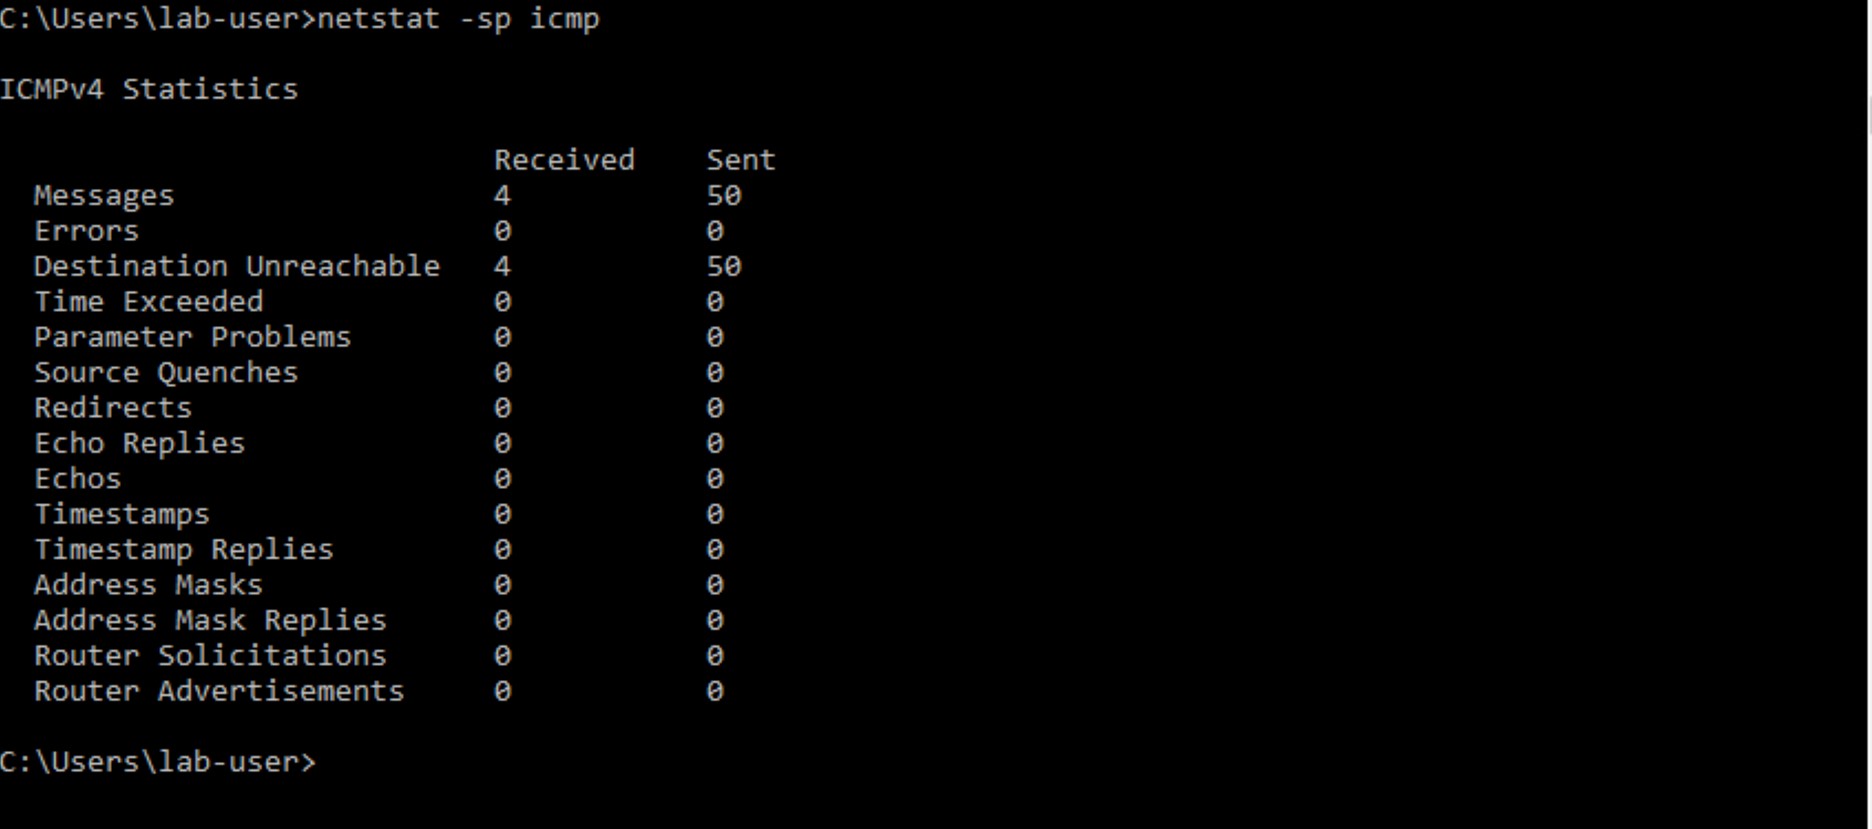 C:\Users\lab-user>netstat -sp icmp
ICMPv4 Statistics
Received Sent
Messages 4 50
Errors 0 0
Destination Unreachable 4 50
Time Exceeded 0 0
Parameter Problems 0 0
Source Quenches 0 0
Redirects 0 0
Echo Replies 0 0
Echos 0 0
Timestamps 0 0
Timestamp Replies 0 0
Address Masks 0 0
Address Mask Replies 0 0
Router Solicitations 0 0
Router Advertisements 0 0
C:\Users\lab-user>